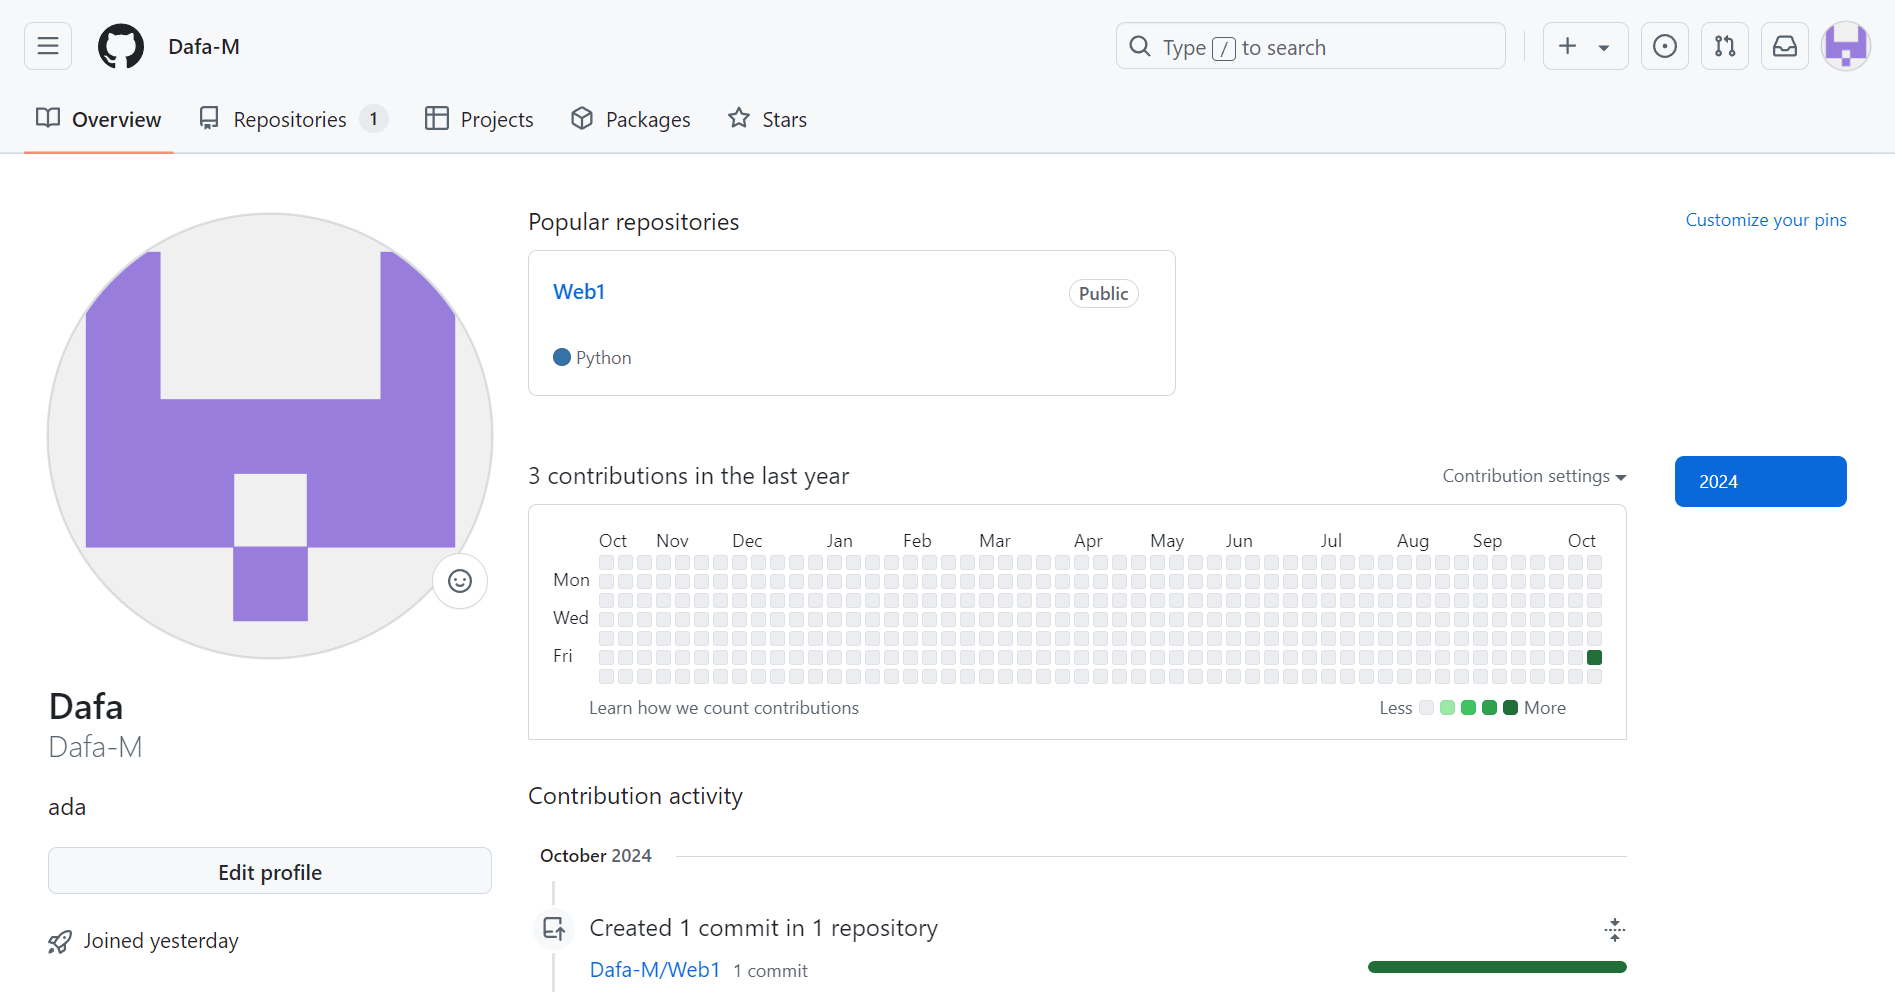 Dafa-M
Type / to search
Overview
Repositories 1
Projects
Packages
Stars
Popular repositories
Customize your pins
Web1
Public
Python
3 contributions in the last year
Contribution settings
2024
Oct Nov Dec Jan Feb Mar Apr May Jun Jul Aug Sep Oct
Mon
Wed
Fri
Learn how we count contributions
Less More
Dafa
Dafa-M
ada
Edit profile
Joined yesterday
Contribution activity
October 2024
Created 1 commit in 1 repository
Dafa-M/Web1 1 commit